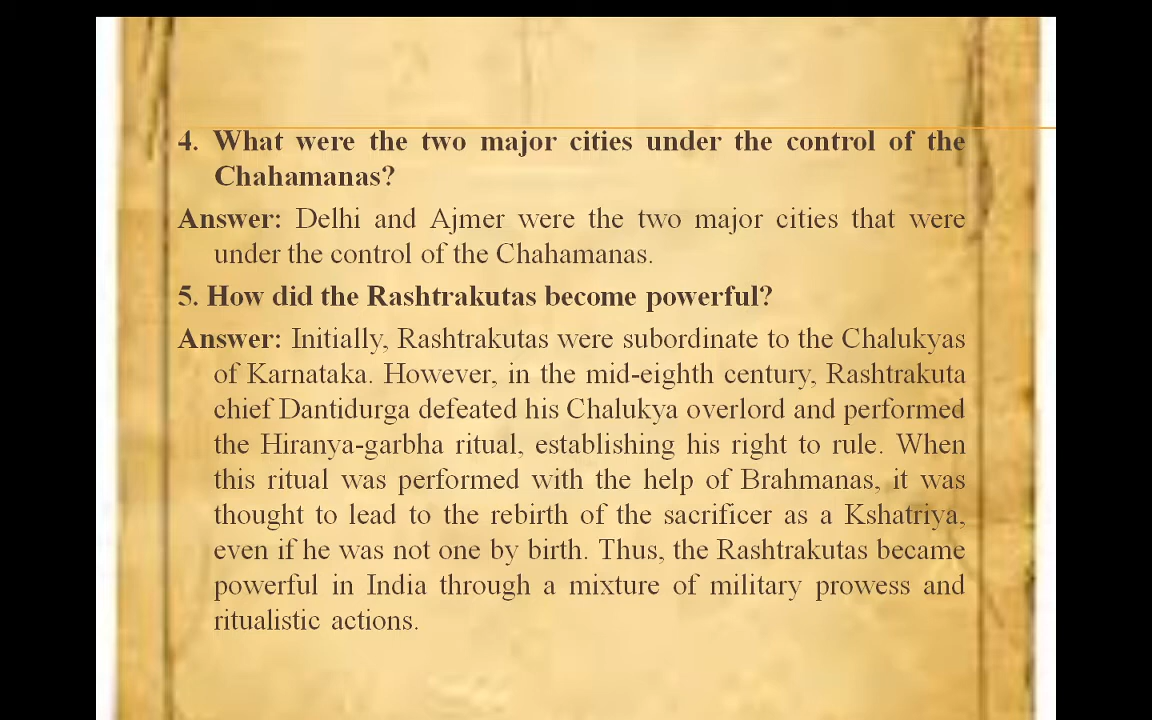 4. What were the two major cities under the control of the
Chahamanas?
Answer: Delhi and Ajmer were the two major cities that were
under the control of the Chahamanas.
5. How did the Rashtrakutas become powerful?
Answer: Initially, Rashtrakutas were subordinate to the Chalukyas
of Karnataka. However, in the mid-eighth century, Rashtrakuta
chief Dantidurga defeated his Chalukya overlord and performed
the Hiranya-garbha ritual, establishing his right to rule. When
this ritual was performed with the help of Brahmanas, it was
thought to lead to the rebirth of the sacrificer as a Kshatriya,
even if he was not one by birth. Thus, the Rashtrakutas became
powerful in India through a mixture of military prowess and
ritualistic actions.